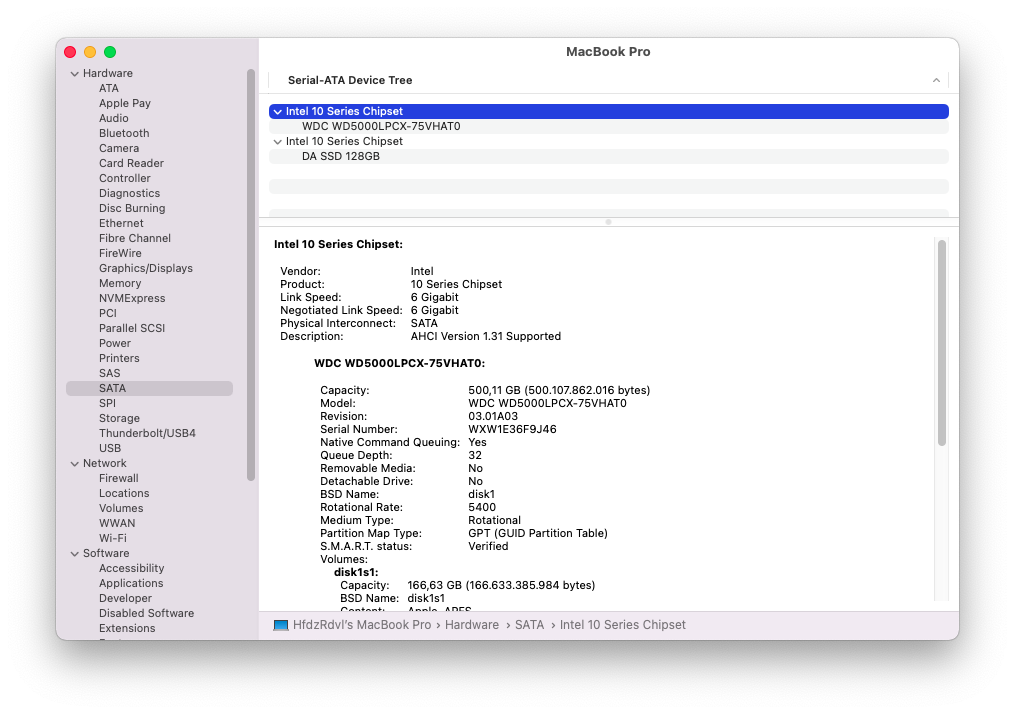 MacBook Pro
Hardware
ATA
Apple Pay
Audio
Bluetooth
Camera
Card Reader
Controller
Diagnostics
Disc Burning
Ethernet
Fibre Channel
FireWire
Graphics/Displays
Memory
NVMExpress
PCI
Parallel SCSI
Power
Printers
SAS
SATA
SPI
Storage
Thunderbolt/USB4
USB
Network
Firewall
Locations
Volumes
WWAN
Wi-Fi
Software
Accessibility
Applications
Developer
Disabled Software
Extensions
Serial-ATA Device Tree
Intel 10 Series Chipset
WDC WD5000LPCX-75VHAT0
Intel 10 Series Chipset
DA SSD 128GB
Intel 10 Series Chipset:
Vendor: Intel
Product: 10 Series Chipset
Link Speed: 6 Gigabit
Negotiated Link Speed: 6 Gigabit
Physical Interconnect: SATA
Description: AHCI Version 1.31 Supported
WDC WD5000LPCX-75VHAT0:
Capacity: 500,11 GB (500.107.862.016 bytes)
Model: WDC WD5000LPCX-75VHAT0
Revision: 03.01A03
Serial Number: WXW1E36F9J46
Native Command Queuing: Yes
Queue Depth: 32
Removable Media: No
Detachable Drive: No
BSD Name: disk1
Rotational Rate: 5400
Medium Type: Rotational
Partition Map Type: GPT (GUID Partition Table)
S.M.A.R.T. status: Verified
Volumes:
disk1s1:
Capacity: 166,63 GB (166.633.385.984 bytes)
BSD Name: disk1s1
Content: Apple_APFS
HfdzRdvl's MacBook Pro › Hardware › SATA › Intel 10 Series Chipset